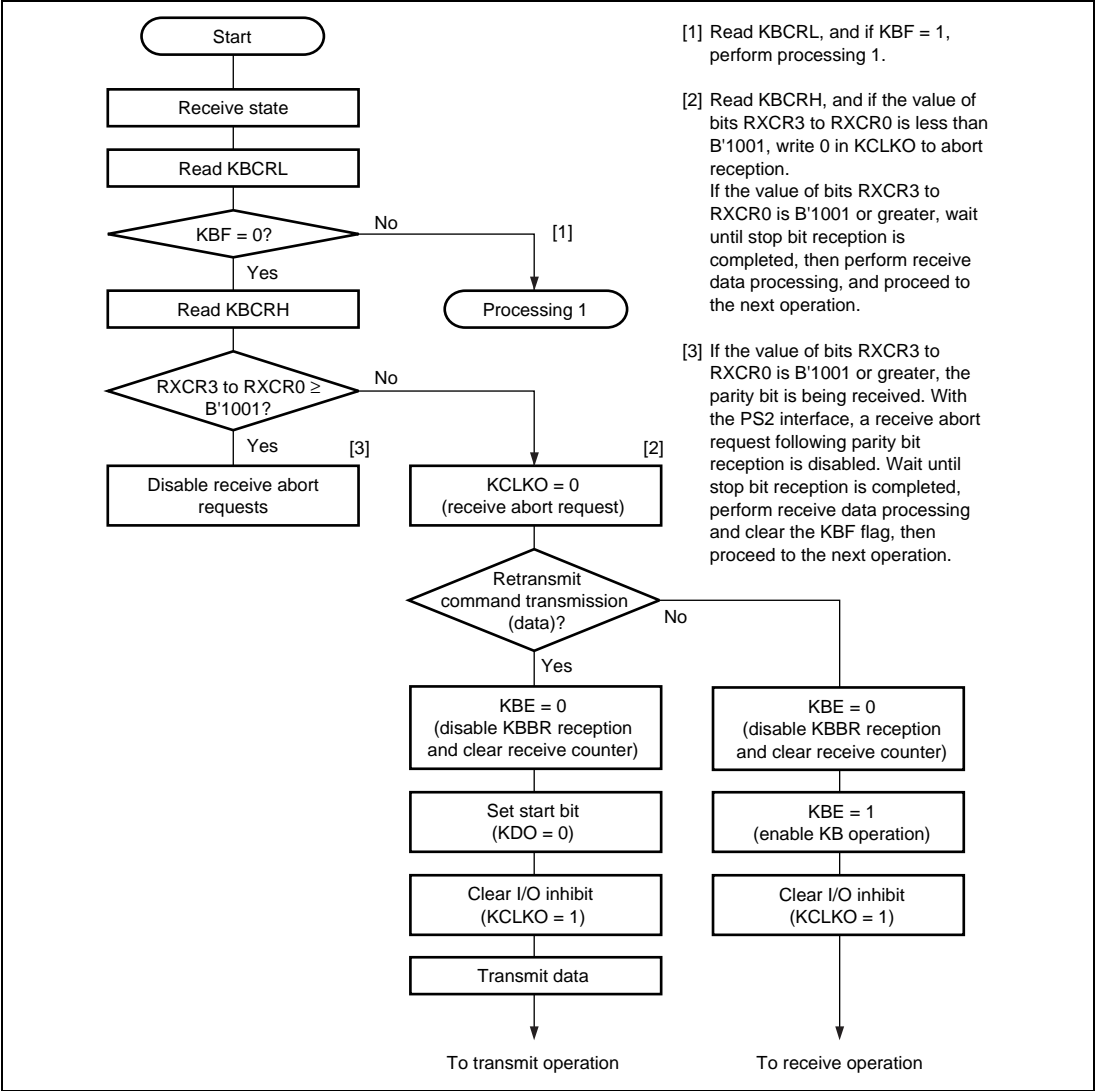 Start
Receive state
Read KBCRL
KBF = 0?
No
[1]
Yes
Processing 1
Read KBCRH
RXCR3 to RXCR0 ≥
B'1001?
No
Yes
[3]
[2]
Disable receive abort
requests
KCLKO = 0
(receive abort request)
Retransmit
command transmission
(data)?
No
Yes
KBE = 0
(disable KBBR reception
and clear receive counter)
Set start bit
(KDO = 0)
Clear I/O inhibit
(KCLKO = 1)
Transmit data
To transmit operation
KBE = 0
(disable KBBR reception
and clear receive counter)
KBE = 1
(enable KB operation)
Clear I/O inhibit
(KCLKO = 1)
To receive operation
[1] Read KBCRL, and if KBF = 1,
perform processing 1.
[2] Read KBCRH, and if the value of
bits RXCR3 to RXCR0 is less than
B'1001, write 0 in KCLKO to abort
reception.
If the value of bits RXCR3 to
RXCR0 is B'1001 or greater, wait
until stop bit reception is
completed, then perform receive
data processing, and proceed to
the next operation.
[3] If the value of bits RXCR3 to
RXCR0 is B'1001 or greater, the
parity bit is being received. With
the PS2 interface, a receive abort
request following parity bit
reception is disabled. Wait until
stop bit reception is completed,
perform receive data processing
and clear the KBF flag, then
proceed to the next operation.